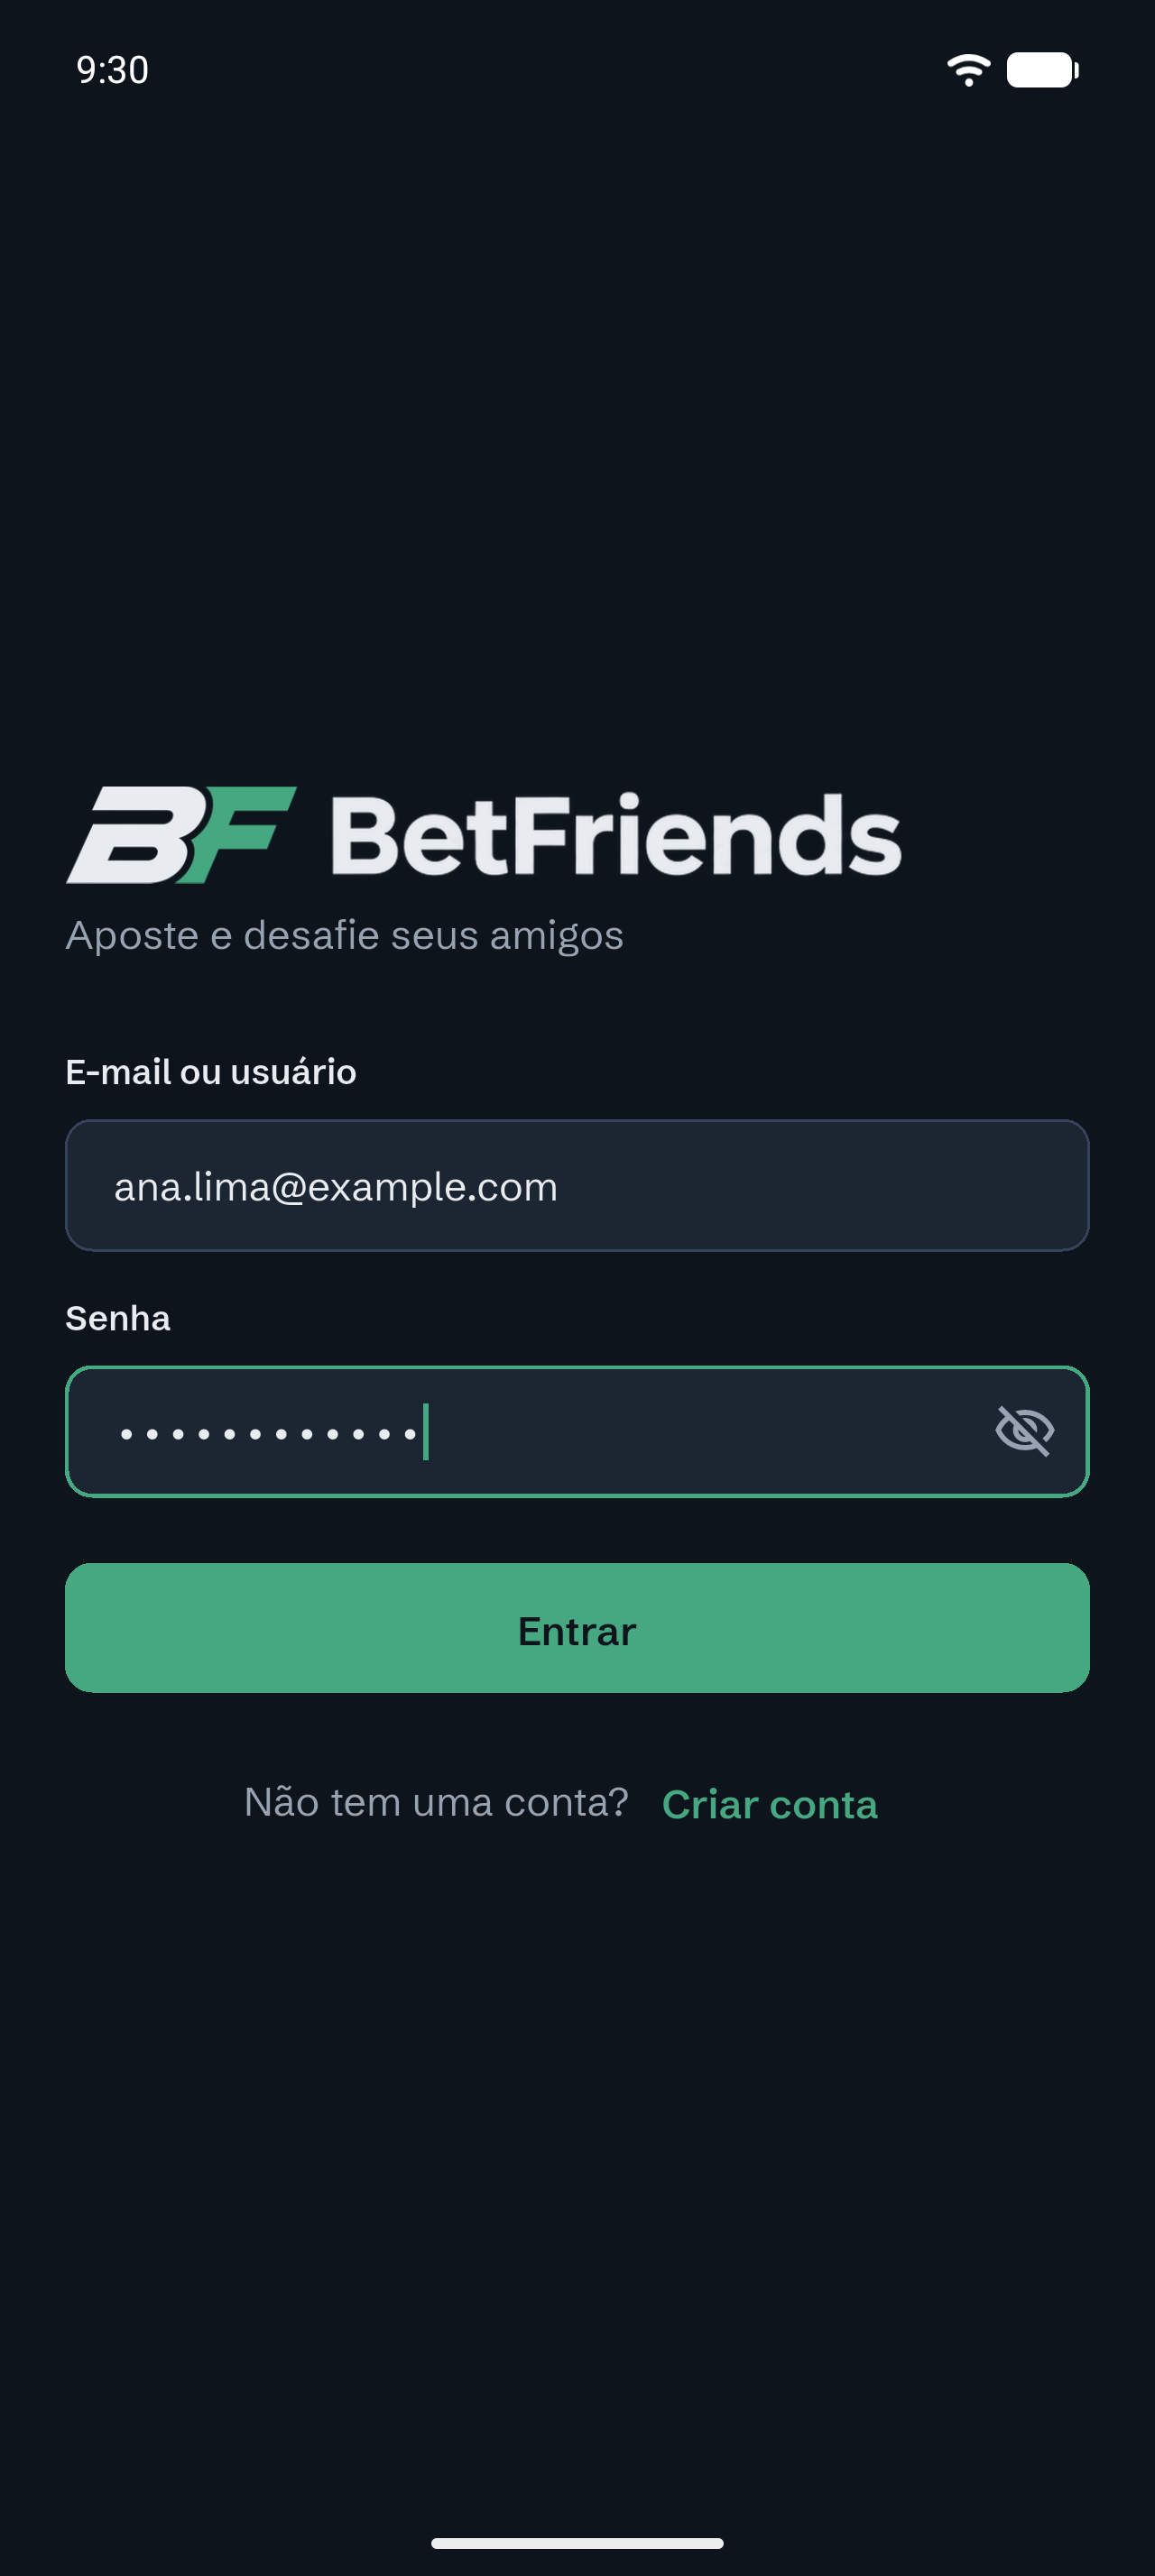 9:30
BF BetFriends
Aposte e desafie seus amigos
E-mail ou usuário
ana.lima@example.com
Senha
••••••••••••
Entrar
Não tem uma conta? Criar conta